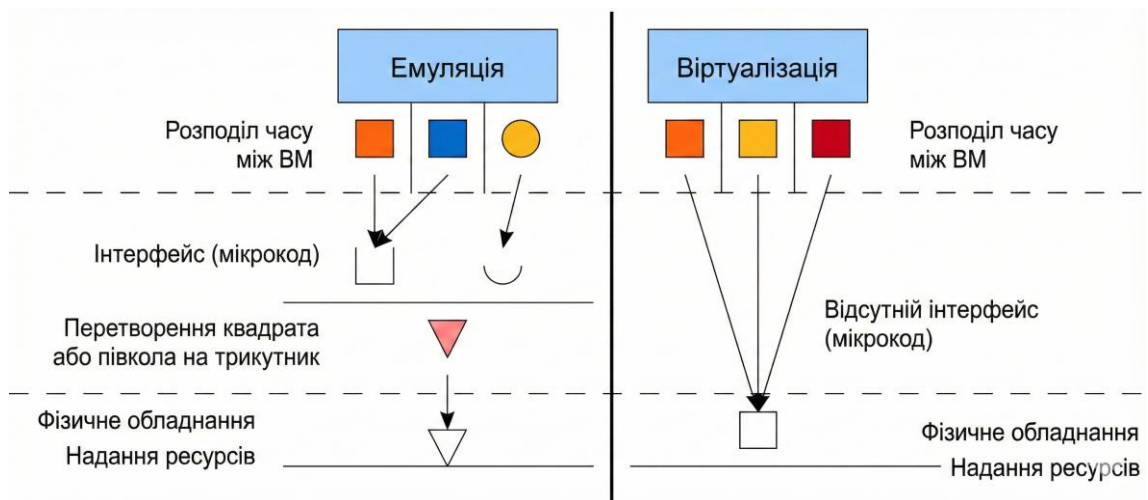 Емуляція
Розподіл часу
між ВМ
Інтерфейс (мікрокод)
Перетворення квадрата
або півкола на трикутник
Фізичне обладнання
Надання ресурсів
Віртуалізація
Розподіл часу
між ВМ
Відсутній інтерфейс
(мікрокод)
Фізичне обладнання
Надання ресурсів